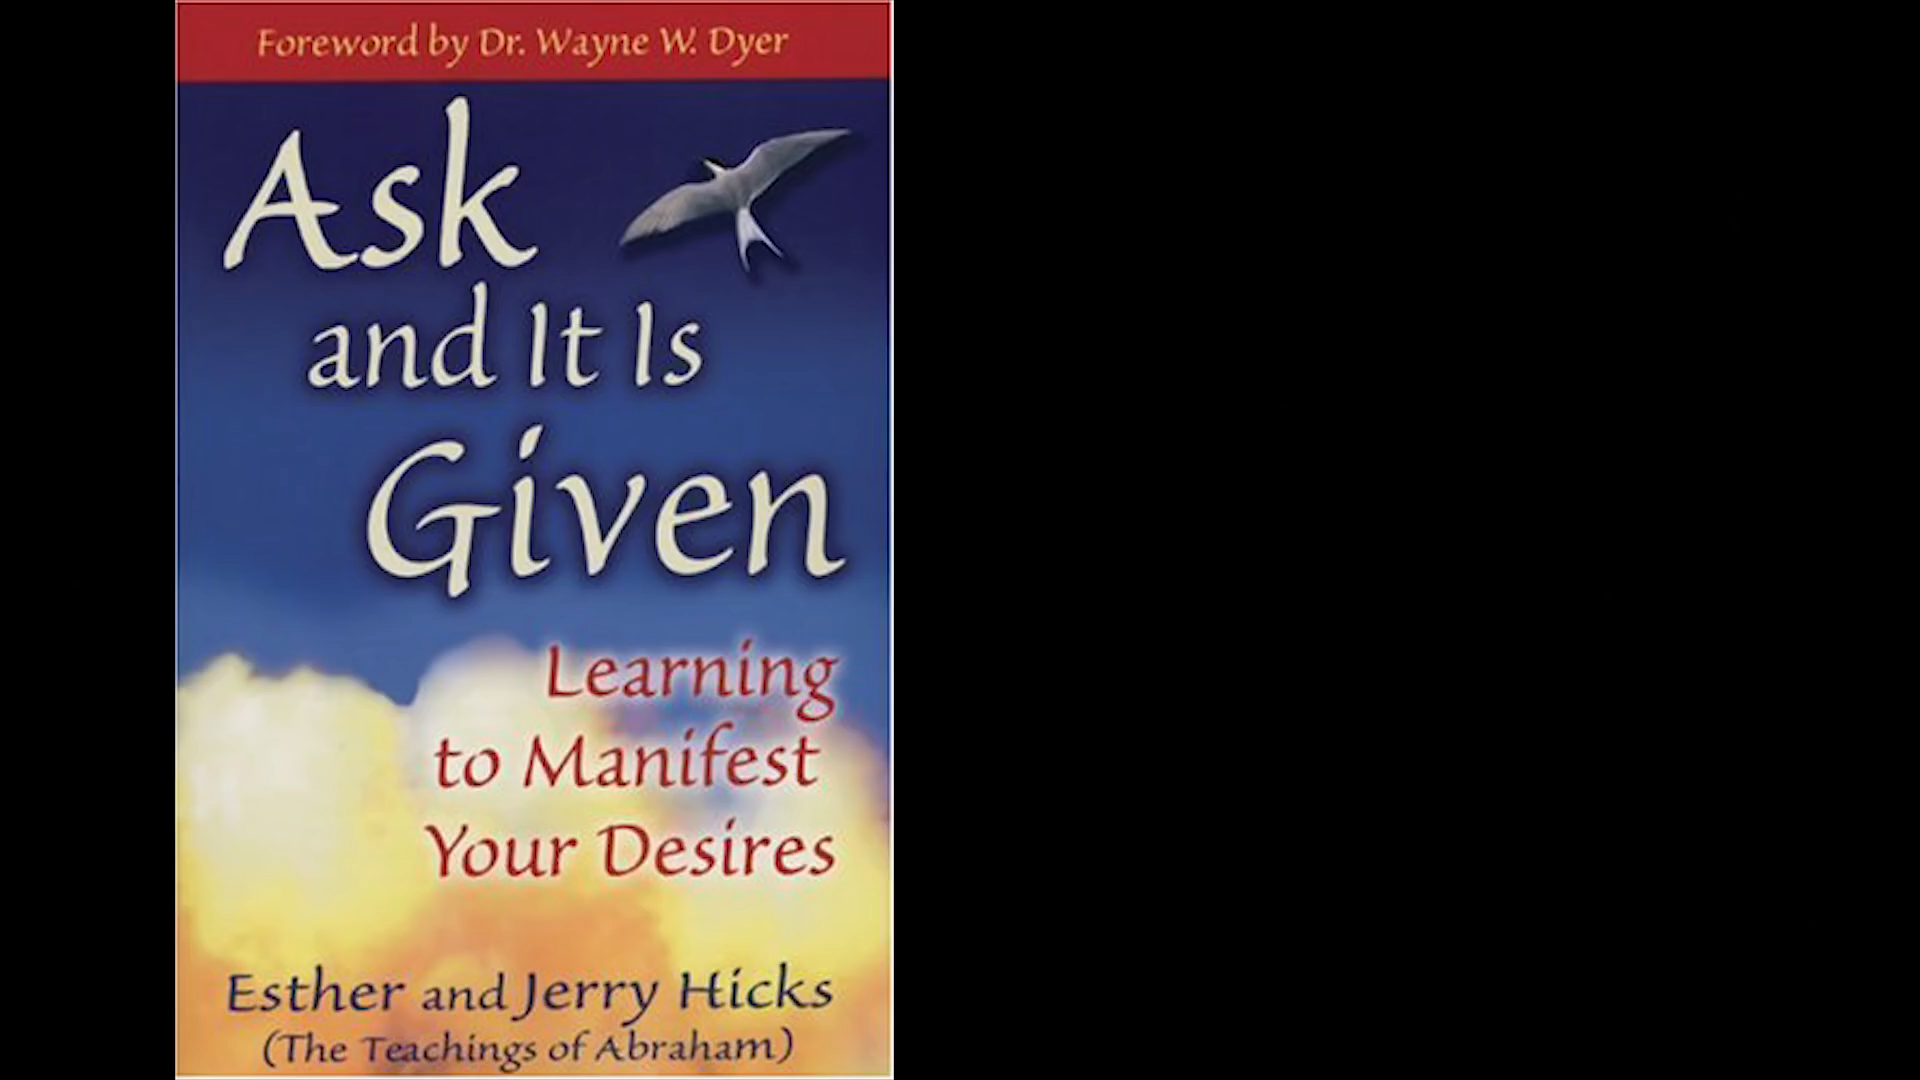 Foreword by Dr. Wayne W. Dyer
Ask
and It Is
Given
Learning
to Manifest
Your Desires
Esther and Jerry Hicks
(The Teachings of Abraham)